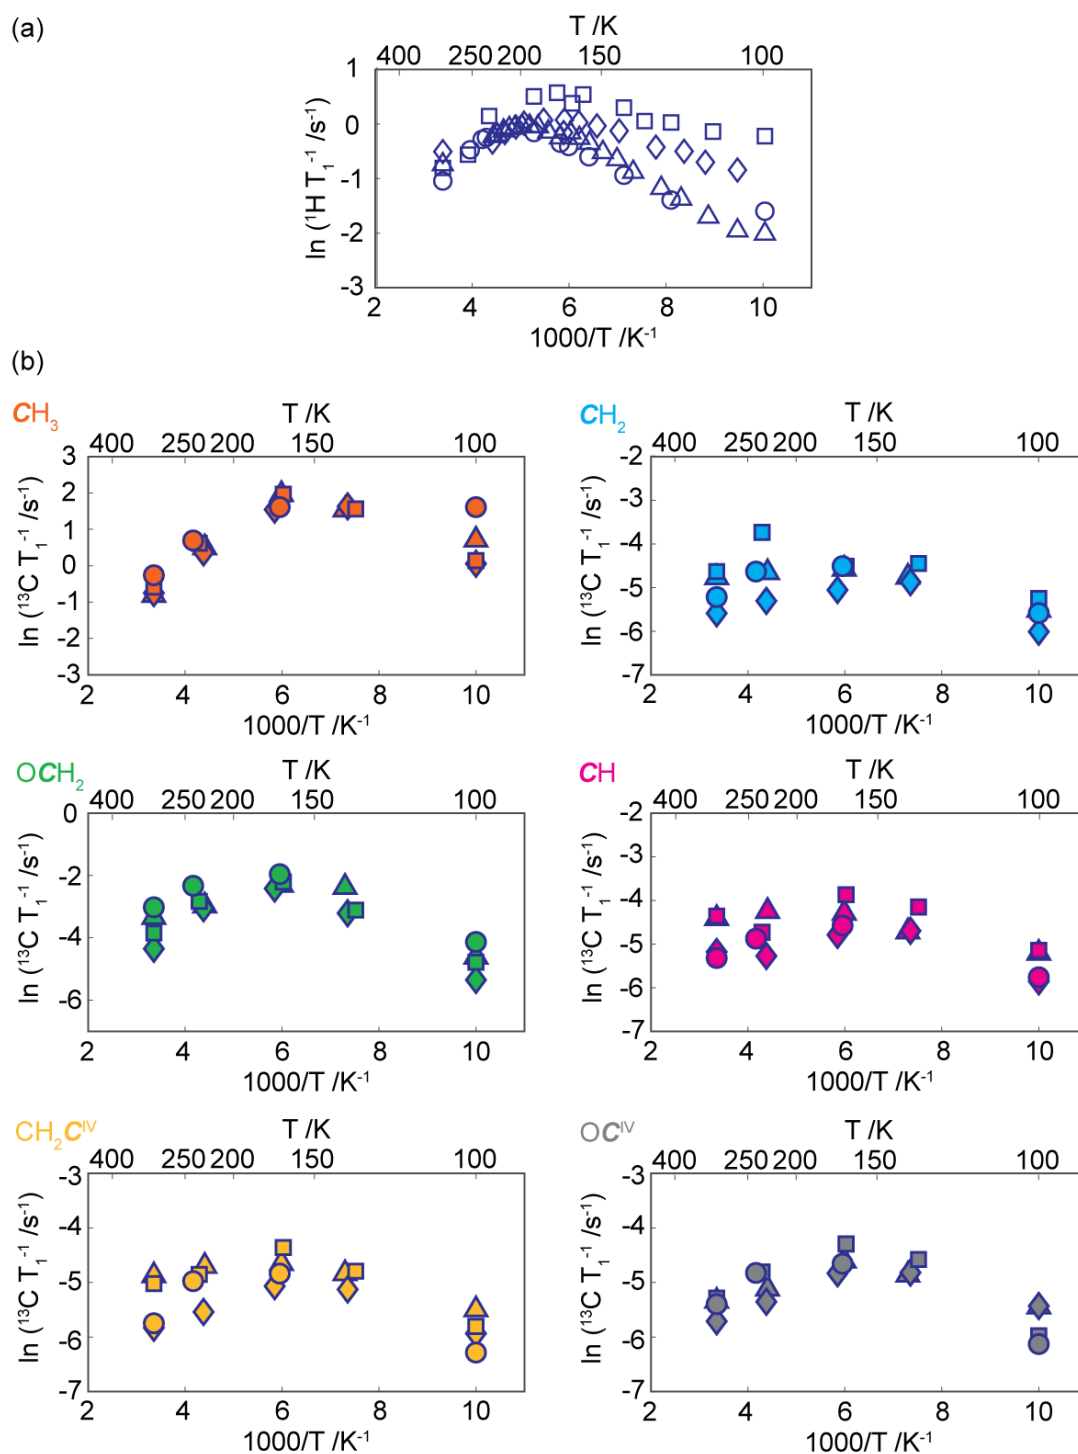 (a)
T /K
400 250 200 150 100
1
0
-1
-2
-3
ln (¹H T₁⁻¹ /s⁻¹)
2 4 6 8 10
1000/T /K⁻¹
(b)
CH₃
T /K
400 250 200 150 100
3
2
1
0
-1
-2
-3
ln (¹³C T₁⁻¹ /s⁻¹)
2 4 6 8 10
1000/T /K⁻¹
CH₂
T /K
400 250 200 150 100
-2
-4
-5
-6
-7
ln (¹³C T₁⁻¹ /s⁻¹)
2 4 6 8 10
1000/T /K⁻¹
OCH₂
T /K
400 250 200 150 100
0
-2
-4
-6
ln (¹³C T₁⁻¹ /s⁻¹)
2 4 6 8 10
1000/T /K⁻¹
CH
T /K
400 250 200 150 100
-2
-3
-4
-5
-6
-7
ln (¹³C T₁⁻¹ /s⁻¹)
2 4 6 8 10
1000/T /K⁻¹
CH₂Cᴵⱽ
T /K
400 250 200 150 100
-3
-4
-5
-6
-7
ln (¹³C T₁⁻¹ /s⁻¹)
2 4 6 8 10
1000/T /K⁻¹
OCᴵⱽ
T /K
400 250 200 150 100
-3
-4
-5
-6
-7
ln (¹³C T₁⁻¹ /s⁻¹)
2 4 6 8 10
1000/T /K⁻¹